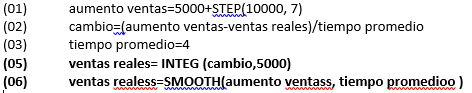 (01) aumento ventas=5000+STEP(10000, 7)
(02) cambio=(aumento ventas-ventas reales)/tiempo promedio
(03) tiempo promedio=4
(05) ventas reales= INTEG (cambio,5000)
(06) ventas realess=SMOOTH(aumento ventass, tiempo promedioo )